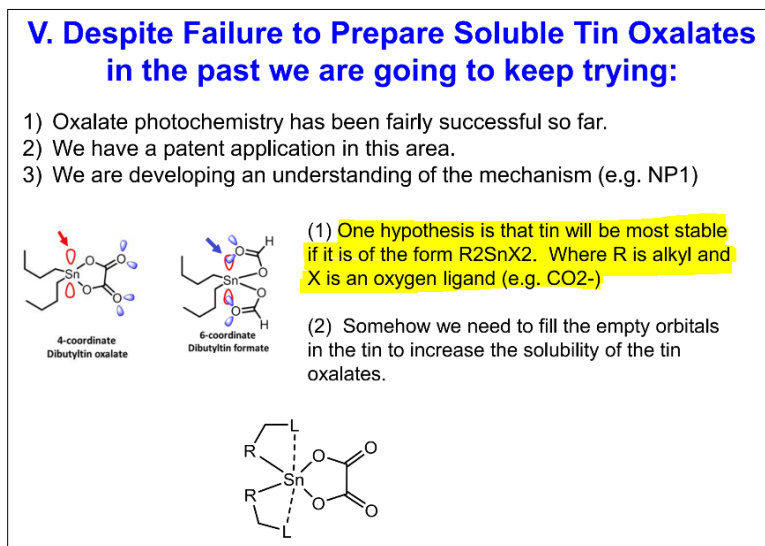 V. Despite Failure to Prepare Soluble Tin Oxalates
in the past we are going to keep trying:
1) Oxalate photochemistry has been fairly successful so far.
2) We have a patent application in this area.
3) We are developing an understanding of the mechanism (e.g. NP1)
(1) One hypothesis is that tin will be most stable
if it is of the form R2SnX2. Where R is alkyl and
X is an oxygen ligand (e.g. CO2-)
(2) Somehow we need to fill the empty orbitals
in the tin to increase the solubility of the tin
oxalates.
Sn
O
O
O
O
4-coordinate
Dibutyltin oxalate
Sn
O
O
H
O
O
H
6-coordinate
Dibutyltin formate
L
R
Sn
R
L
O
O
O
O